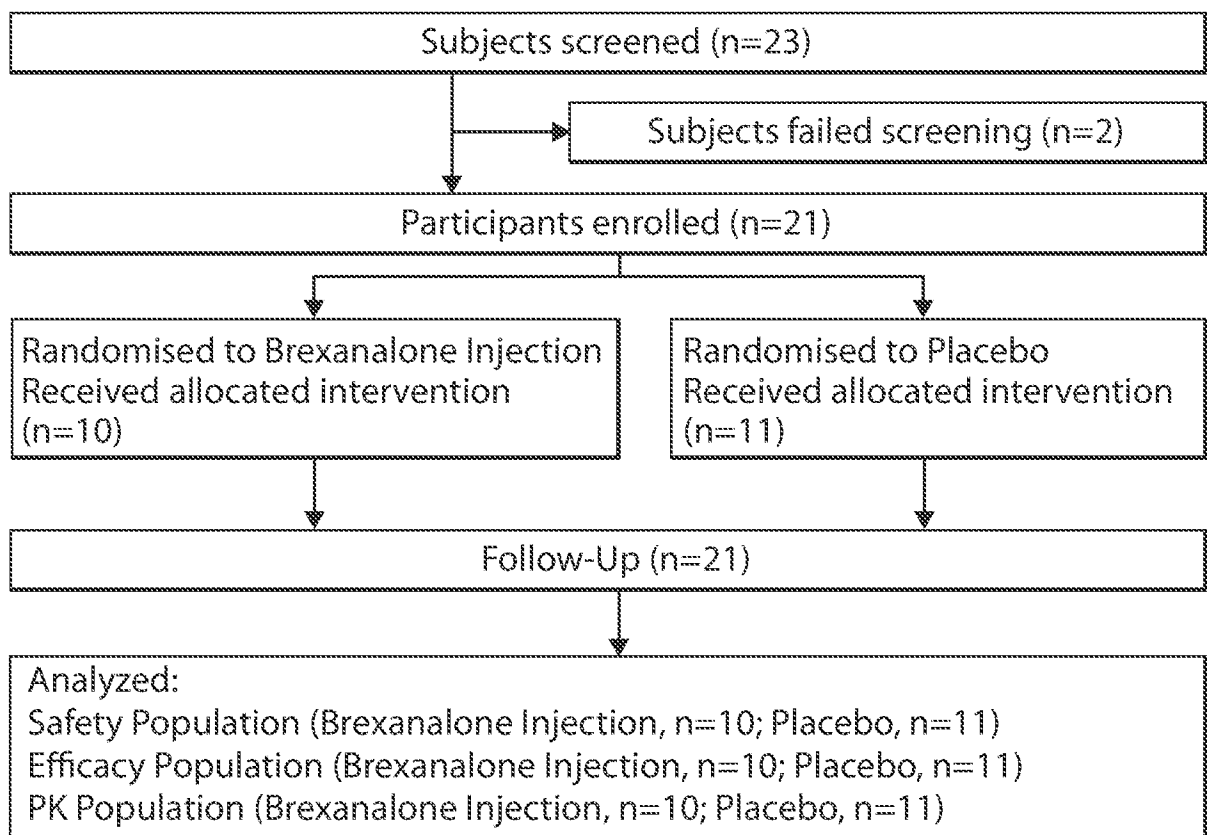 Subjects screened (n=23)
Subjects failed screening (n=2)
Participants enrolled (n=21)
Randomised to Brexanalone Injection
Received allocated intervention
(n=10)
Randomised to Placebo
Received allocated intervention
(n=11)
Follow-Up (n=21)
Analyzed:
Safety Population (Brexanalone Injection, n=10; Placebo, n=11)
Efficacy Population (Brexanalone Injection, n=10; Placebo, n=11)
PK Population (Brexanalone Injection, n=10; Placebo, n=11)